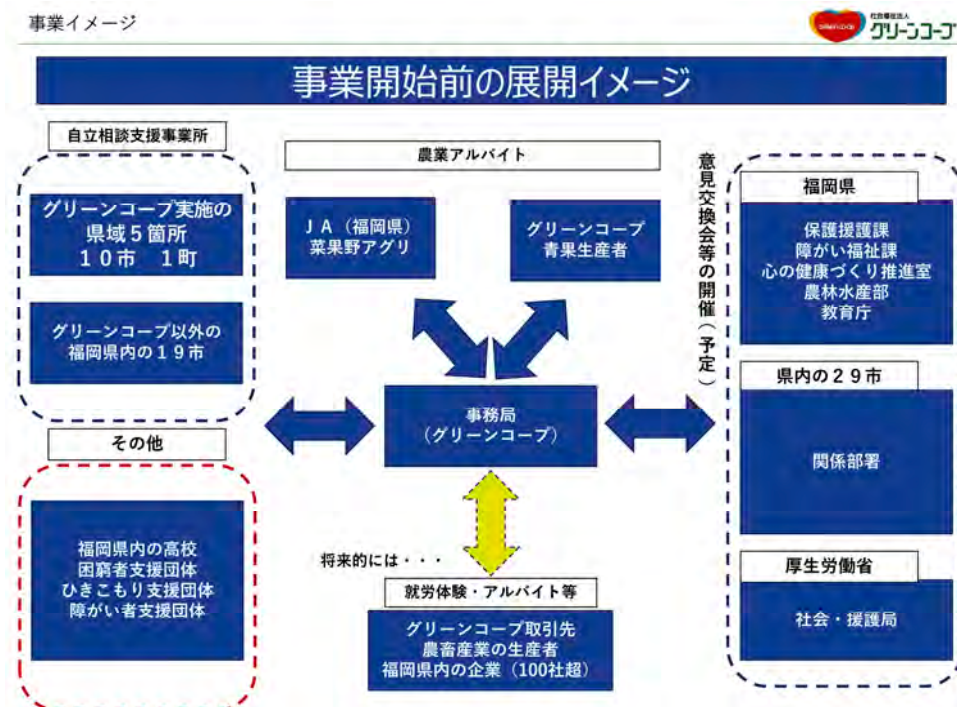 事業イメージ
社会福祉法人
グリーンコープ
事業開始前の展開イメージ
自立相談支援事業所
グリーンコープ実施の
県域5箇所
10市 1町
グリーンコープ以外の
福岡県内の19市
その他
福岡県内の高校
困窮者支援団体
ひきこもり支援団体
障がい者支援団体
農業アルバイト
JA(福岡県)
菜果野アグリ
グリーンコープ
青果生産者
事務局
(グリーンコープ)
将来的には・・・
就労体験・アルバイト等
グリーンコープ取引先
農畜産業の生産者
福岡県内の企業(100社超)
意見交換会等の開催(予定)
福岡県
保護援護課
障がい福祉課
心の健康づくり推進室
農林水産部
教育庁
県内の29市
関係部署
厚生労働省
社会・援護局